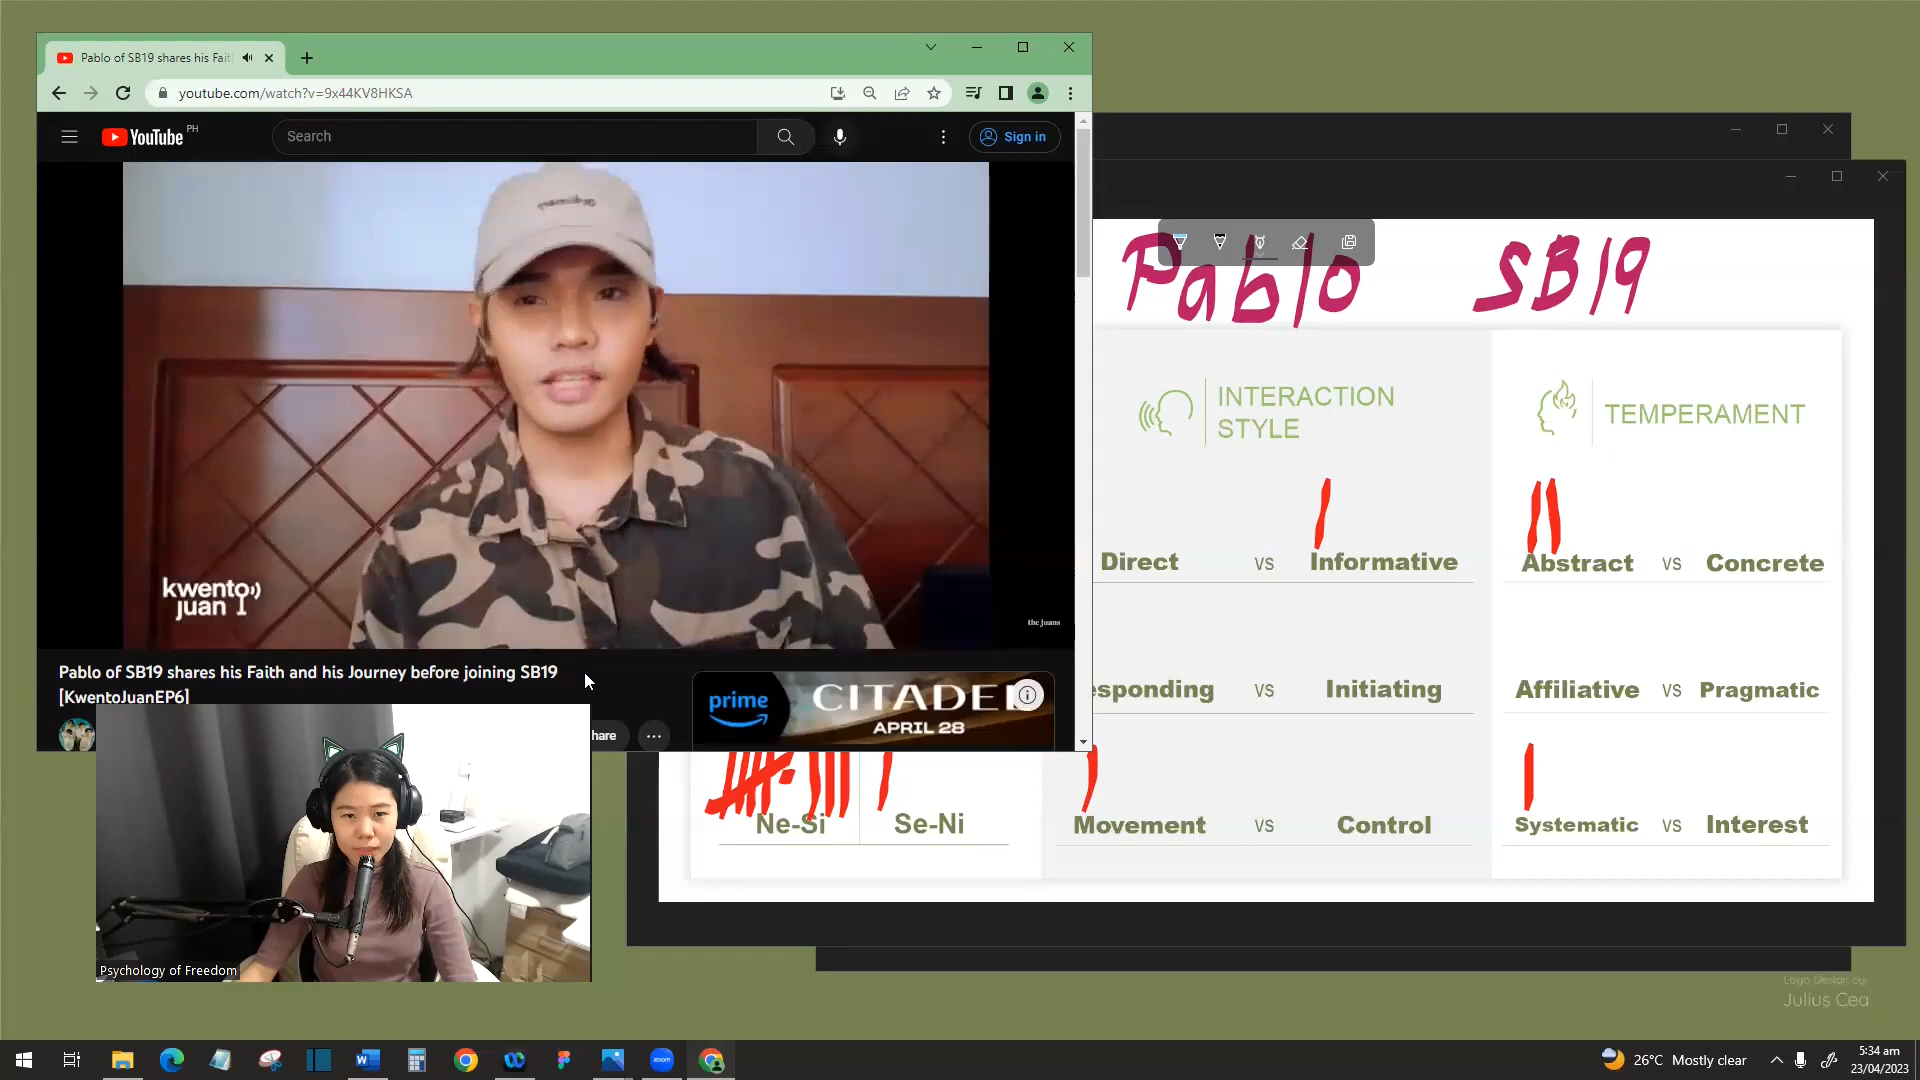 Pablo of SB19 shares his Fait
youtube.com/watch?v=9x44KV8HKSA
YouTube PH
Search
Sign in
kwento
juan
the juans
Pablo of SB19 shares his Faith and his Journey before joining SB19
[KwentoJuanEP6]
hare
prime
CITADEL
APRIL 28
Psychology of Freedom
Pablo SB19
INTERACTION
STYLE
TEMPERAMENT
Direct vs Informative
Abstract vs Concrete
esponding vs Initiating
Affiliative vs Pragmatic
Ne-Si
Se-Ni
Movement vs Control
Systematic vs Interest
Logo Design by:
Julius Cea
zoom
26°C Mostly clear
5:34 am
23/04/2023